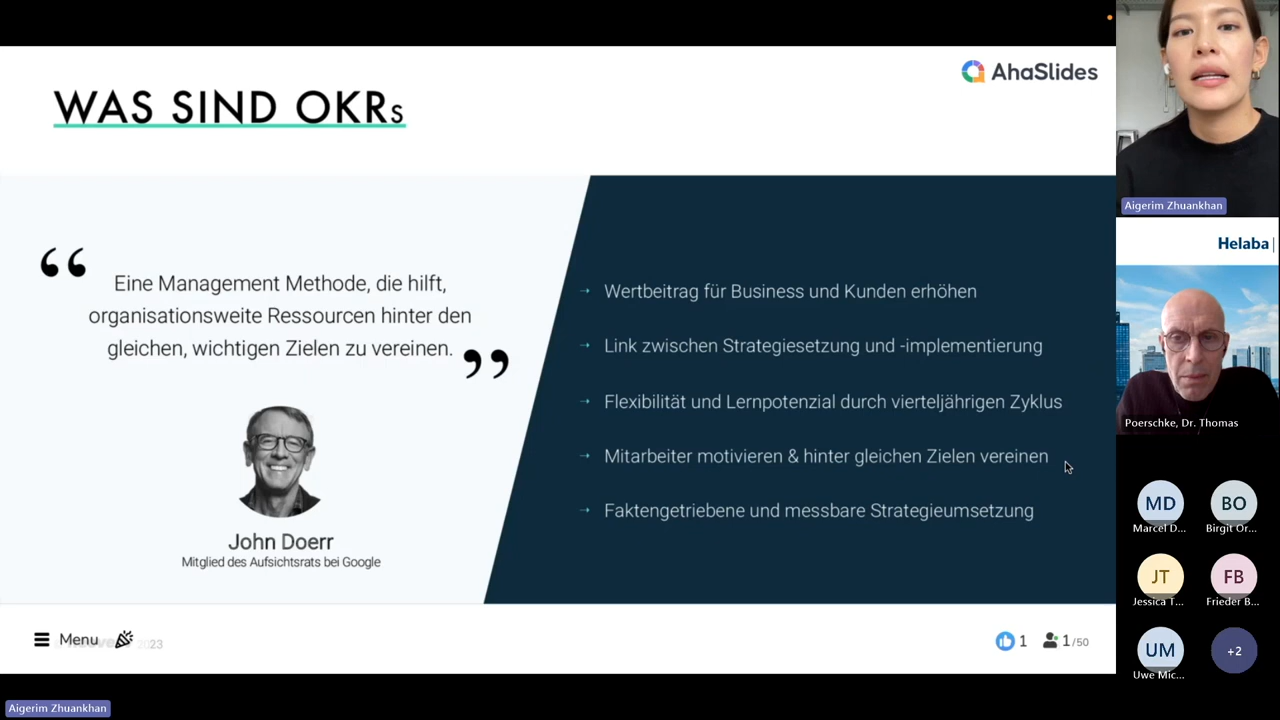 AhaSlides
WAS SIND OKRs
“
Eine Management Methode, die hilft,
organisationsweite Ressourcen hinter den
gleichen, wichtigen Zielen zu vereinen.
”
John Doerr
Mitglied des Aufsichtsrats bei Google
→ Wertbeitrag für Business und Kunden erhöhen
→ Link zwischen Strategiesetzung und -implementierung
→ Flexibilität und Lernpotenzial durch vierteljährigen Zyklus
→ Mitarbeiter motivieren & hinter gleichen Zielen vereinen
→ Faktengetriebene und messbare Strategieumsetzung
Menu
2023
1
1/50
Aigerim Zhuankhan
Aigerim Zhuankhan
Helaba
Poerschke, Dr. Thomas
MD
Marcel D...
BO
Birgit Or...
JT
Jessica T...
FB
Frieder B...
UM
Uwe Mic...
+2